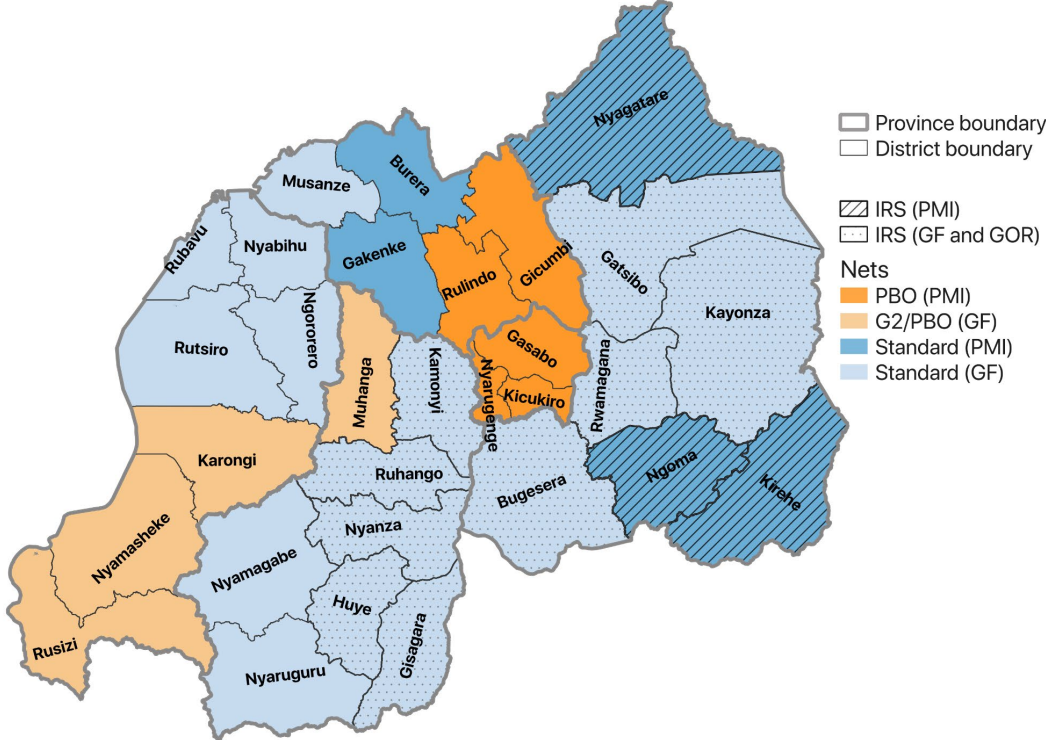 Nyagatare
Burera
Musanze
Rubavu
Nyabihu
Gakenke
Rulindo
Gicumbi
Gatsibo
Kayonza
Ngororero
Rutsiro
Muhanga
Kamonyi
Gasabo
Nyarugenge
Kicukiro
Rwamagana
Karongi
Ruhango
Bugesera
Ngoma
Kirehe
Nyanza
Nyamasheke
Nyamagabe
Huye
Gisagara
Rusizi
Nyaruguru
Province boundary
District boundary
IRS (PMI)
IRS (GF and GOR)
Nets
PBO (PMI)
G2/PBO (GF)
Standard (PMI)
Standard (GF)